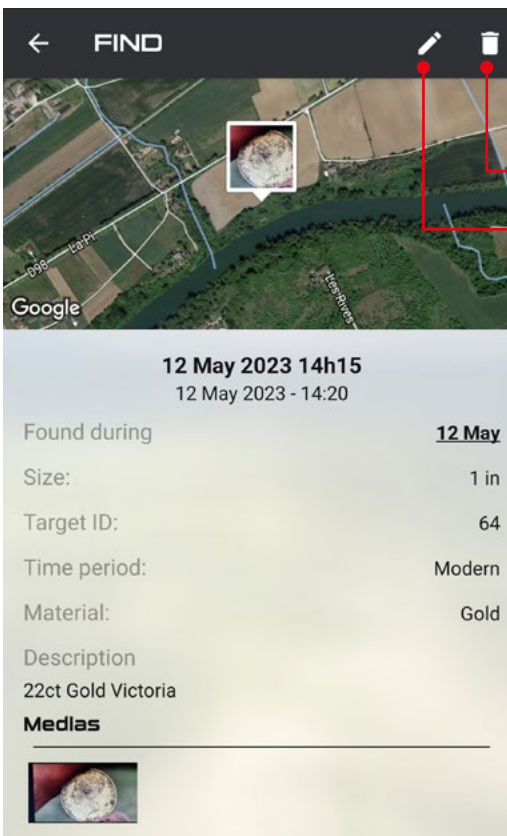 FIND
D98
La Pi
Les Rives
Google
12 May 2023 14h15
12 May 2023 - 14:20
Found during 12 May
Size: 1 in
Target ID: 64
Time period: Modern
Material: Gold
Description
22ct Gold Victoria
Medias